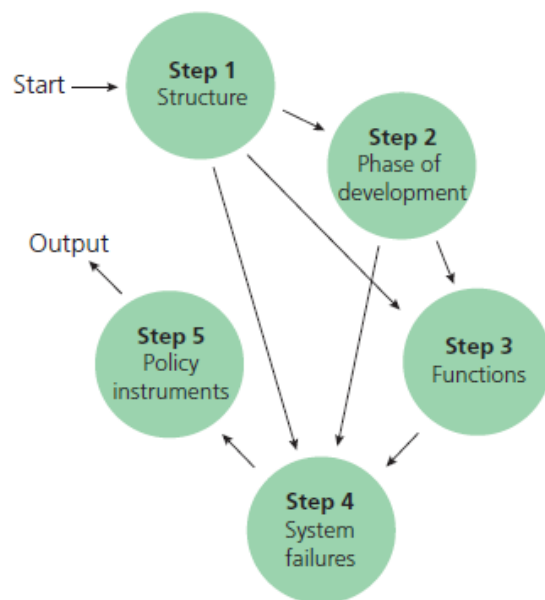 Start
Step 1
Structure
Step 2
Phase of
development
Step 3
Functions
Step 4
System
failures
Step 5
Policy
instruments
Output